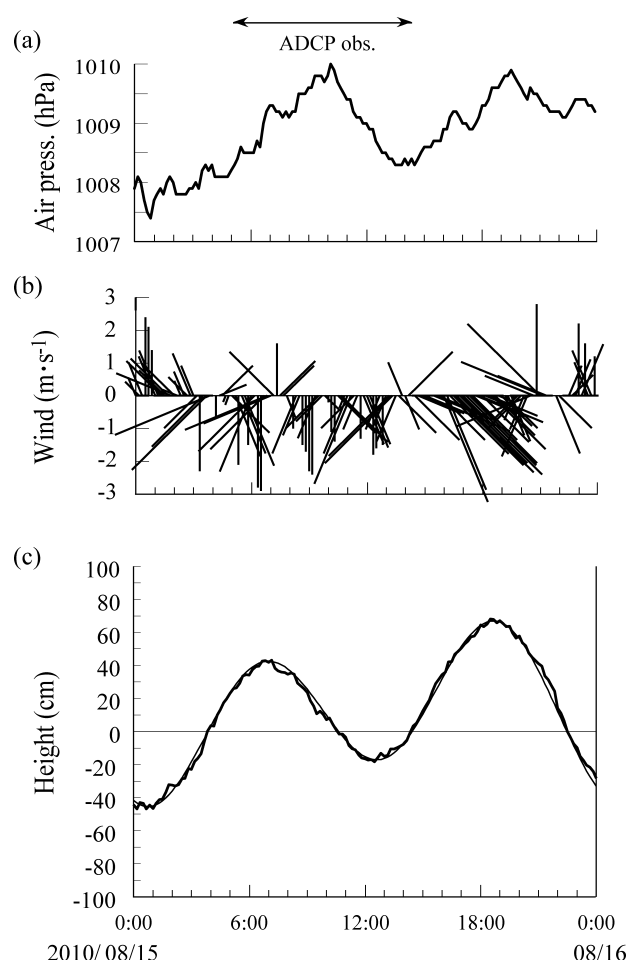 ADCP obs.
(a)
Air press. (hPa)
1010
1009
1008
1007
(b)
Wind (m•s-1)
3
2
1
0
-1
-2
-3
(c)
Height (cm)
100
80
60
40
20
0
-20
-40
-60
-80
-100
0:00 6:00 12:00 18:00 0:00
2010/ 08/15 08/16